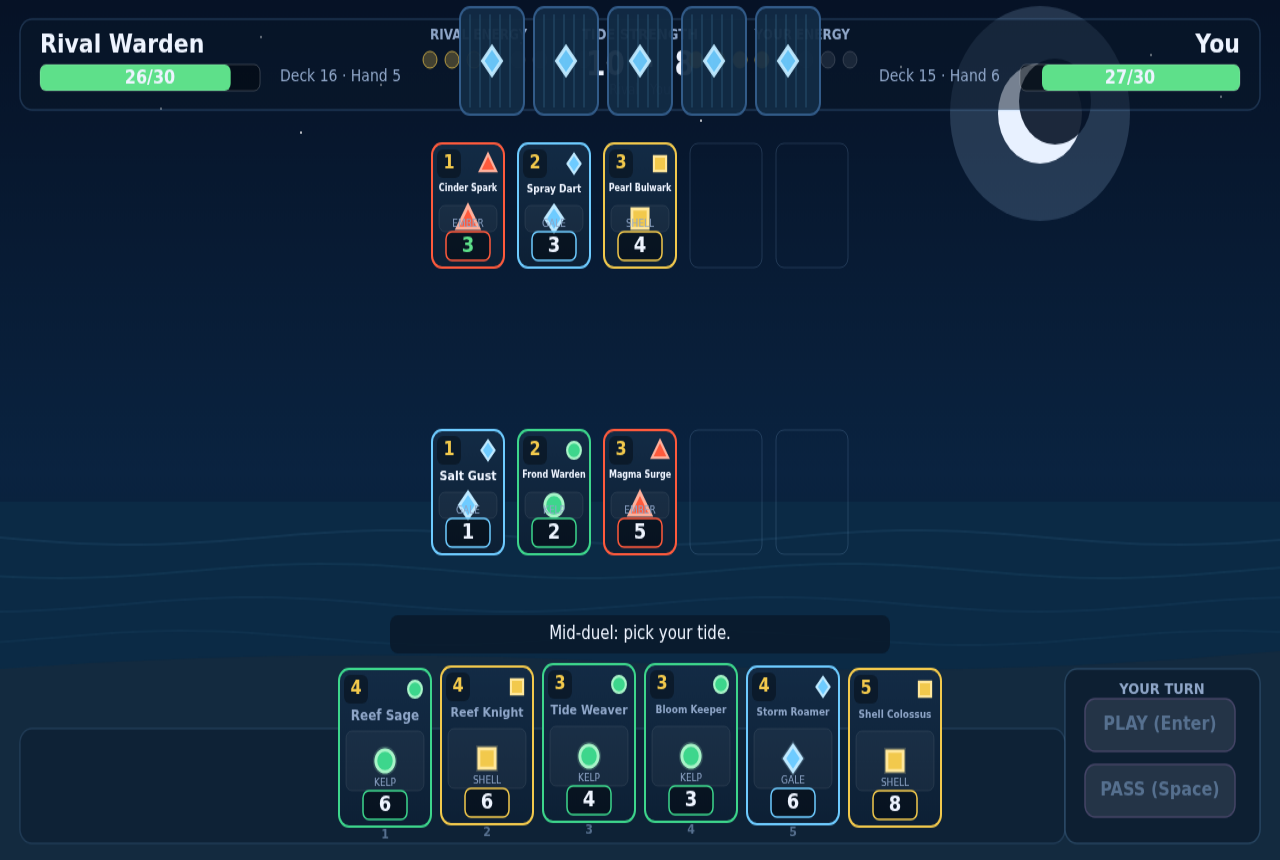 Rival Warden
26/30
Deck 16 · Hand 5
Deck 15 · Hand 6
You
27/30
1
Cinder Spark
3
2
Spray Dart
3
3
Pearl Bulwark
SHELL
4
1
Salt Gust
1
2
Frond Warden
2
3
Magma Surge
EMBER
5
Mid-duel: pick your tide.
4
Reef Sage
KELP
6
1
4
Reef Knight
SHELL
6
2
3
Tide Weaver
KELP
4
3
3
Bloom Keeper
KELP
3
4
4
Storm Roamer
GALE
6
5
5
Shell Colossus
SHELL
8
YOUR TURN
PLAY (Enter)
PASS (Space)